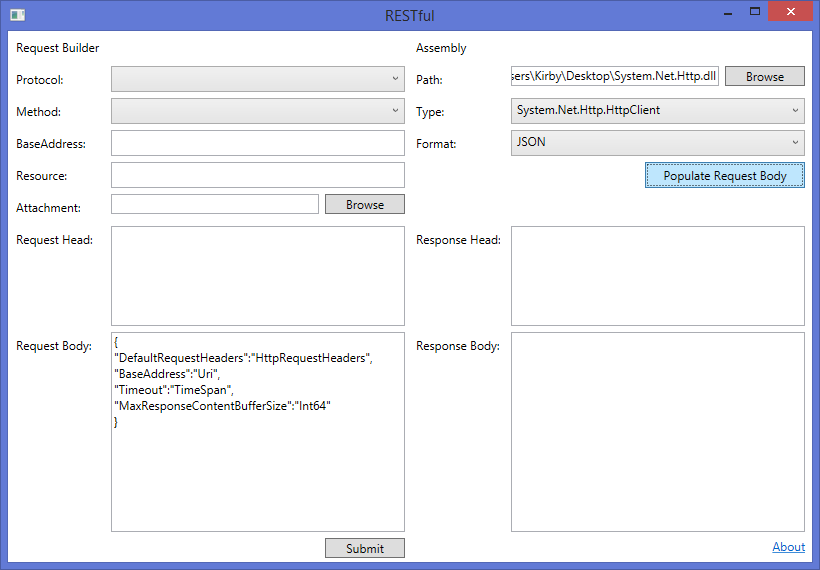 RESTful
Request Builder
Protocol:
Method:
BaseAddress:
Resource:
Attachment:
Browse
Request Head:
Request Body:
{
"DefaultRequestHeaders":"HttpRequestHeaders",
"BaseAddress":"Uri",
"Timeout":"TimeSpan",
"MaxResponseContentBufferSize":"Int64"
}
Submit
Assembly
Path:
sers\Kirby\Desktop\System.Net.Http.dll
Browse
Type:
System.Net.Http.HttpClient
Format:
JSON
Populate Request Body
Response Head:
Response Body:
About